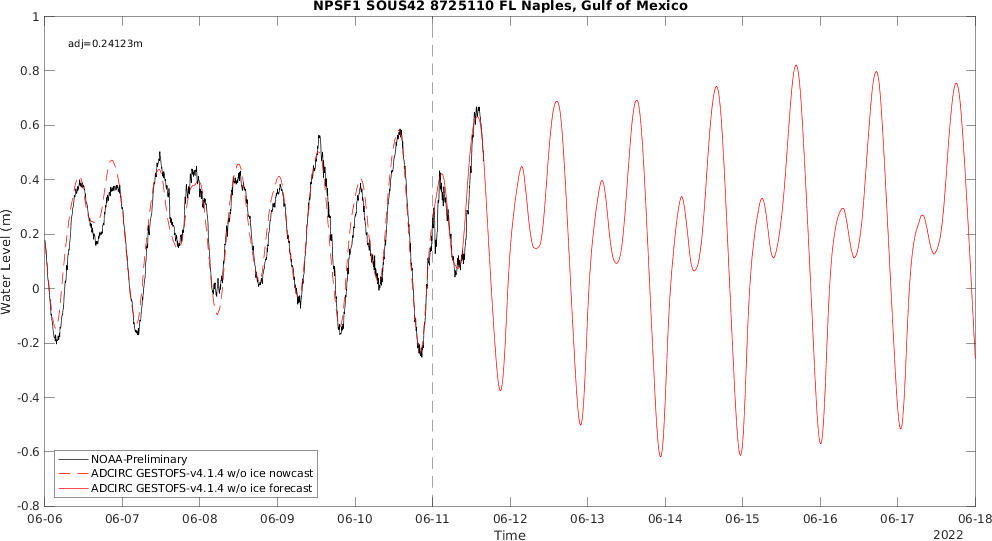 NPSF1 SOUS42 8725110 FL Naples, Gulf of Mexico
adj=0.24123m
1
0.8
0.6
0.4
0.2
0
-0.2
-0.4
-0.6
-0.8
Water Level (m)
NOAA-Preliminary
ADCIRC GESTOFS-v4.1.4 w/o ice nowcast
ADCIRC GESTOFS-v4.1.4 w/o ice forecast
06-06 06-07 06-08 06-09 06-10 06-11 06-12 06-13 06-14 06-15 06-16 06-17 06-18
Time
2022